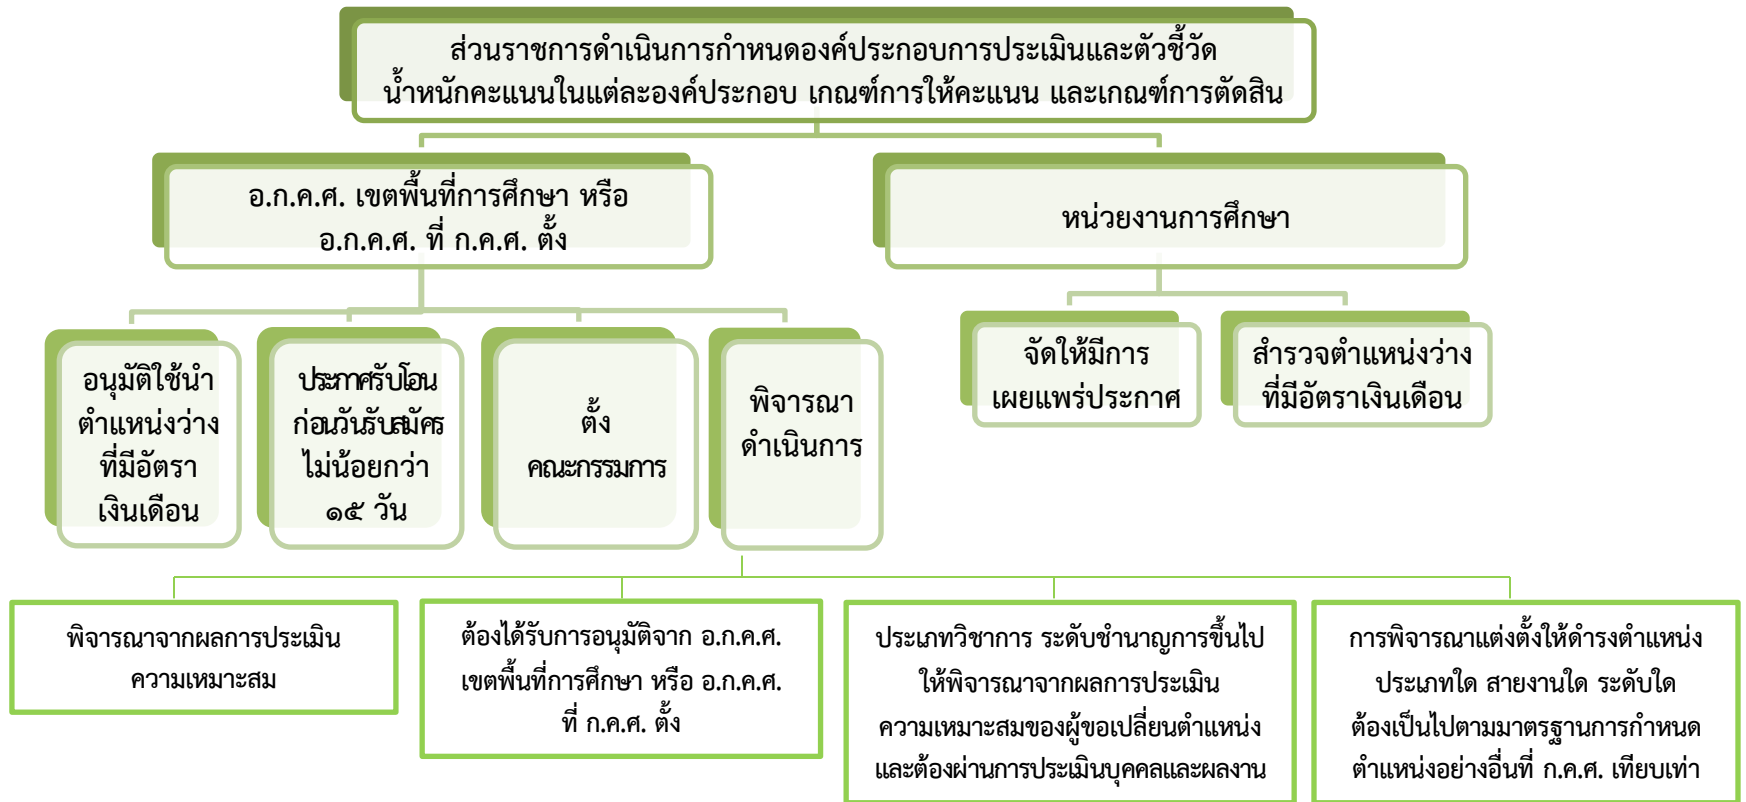 ส่วนราชการดำเนินการกำหนดองค์ประกอบการประเมินและตัวชี้วัด
น้ำหนักคะแนนในแต่ละองค์ประกอบ เกณฑ์การให้คะแนน และเกณฑ์การตัดสิน
อ.ก.ค.ศ. เขตพื้นที่การศึกษา หรือ
อ.ก.ค.ศ. ที่ ก.ค.ศ. ตั้ง
หน่วยงานการศึกษา
อนุมัติใช้นำ
ตำแหน่งว่าง
ที่มีอัตรา
เงินเดือน
ประกาศรับโอน
ก่อนวันรับสมัคร
ไม่น้อยกว่า
๑๕ วัน
ตั้ง
คณะกรรมการ
พิจารณา
ดำเนินการ
จัดให้มีการ
เผยแพร่ประกาศ
สำรวจตำแหน่งว่าง
ที่มีอัตราเงินเดือน
พิจารณาจากผลการประเมิน
ความเหมาะสม
ต้องได้รับการอนุมัติจาก อ.ก.ค.ศ.
เขตพื้นที่การศึกษา หรือ อ.ก.ค.ศ.
ที่ ก.ค.ศ. ตั้ง
ประเภทวิชาการ ระดับชำนาญการขึ้นไป
ให้พิจารณาจากผลการประเมิน
ความเหมาะสมของผู้ขอเปลี่ยนตำแหน่ง
และต้องผ่านการประเมินบุคคลและผลงาน
การพิจารณาแต่งตั้งให้ดำรงตำแหน่ง
ประเภทใด สายงานใด ระดับใด
ต้องเป็นไปตามมาตรฐานการกำหนด
ตำแหน่งอย่างอื่นที่ ก.ค.ศ. เทียบเท่า